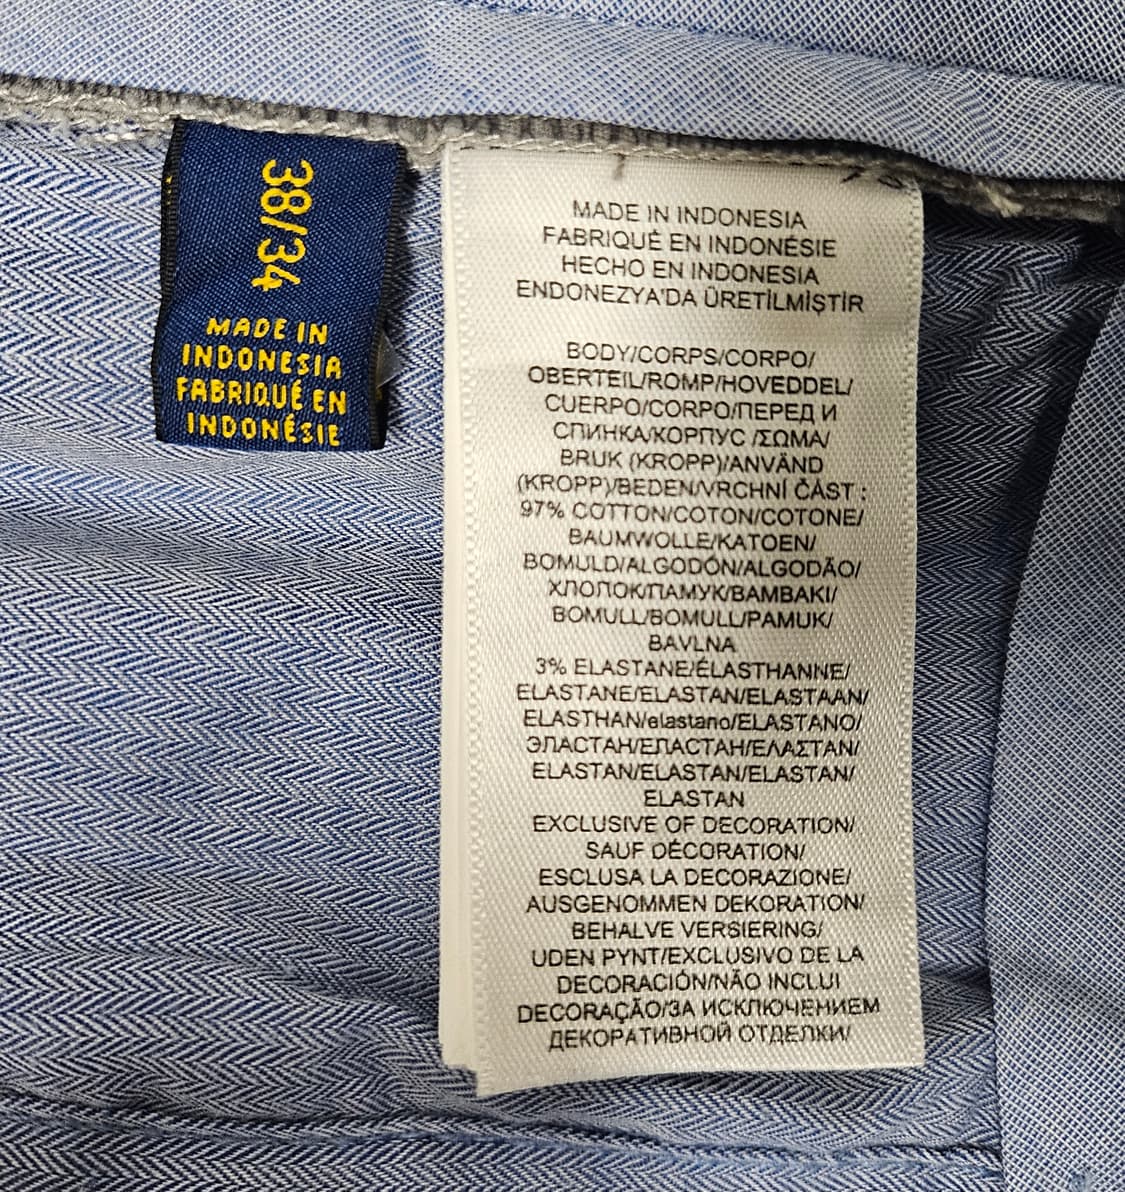 38/34
MADE IN
INDONESIA
FABRIQUÉ EN
INDONÉSIE
MADE IN INDONESIA
FABRIQUÉ EN INDONÉSIE
HECHO EN INDONESIA
ENDONEZYA'DA ÜRETİLMİŞTİR
BODY/CORPS/CORPO/
OBERTEIL/ROMP/HOVEDDEL/
CUERPO/CORPO/ПЕРЕД И
СПИНКА/КОРПУС /ΣΩΜΑ/
BRUK (KROPP)/ANVÄND
(KROPP)/BEDEN/VRCHNÍ ČÁST :
97% COTTON/COTON/COTONE/
BAUMWOLLE/KATOEN/
BOMULD/ALGODÓN/ALGODÃO/
ХЛОПОК/ПАМУК/BAMBAKI/
BOMULL/BOMULL/PAMUK/
BAVLNA
3% ELASTANE/ÉLASTHANNE/
ELASTANE/ELASTAN/ELASTAAN/
ELASTHAN/elastano/ELASTANO/
ЭЛАСТАН/ЕЛАСТАН/ΕΛΑΣΤΑΝ/
ELASTAN/ELASTAN/ELASTAN/
ELASTAN
EXCLUSIVE OF DECORATION/
SAUF DÉCORATION/
ESCLUSA LA DECORAZIONE/
AUSGENOMMEN DEKORATION/
BEHALVE VERSIERING/
UDEN PYNT/EXCLUSIVO DE LA
DECORACIÓN/NÃO INCLUI
DECORAÇÃO/ЗА ИСКЛЮЧЕНИЕМ
ДЕКОРАТИВНОЙ ОТДЕЛКИ/